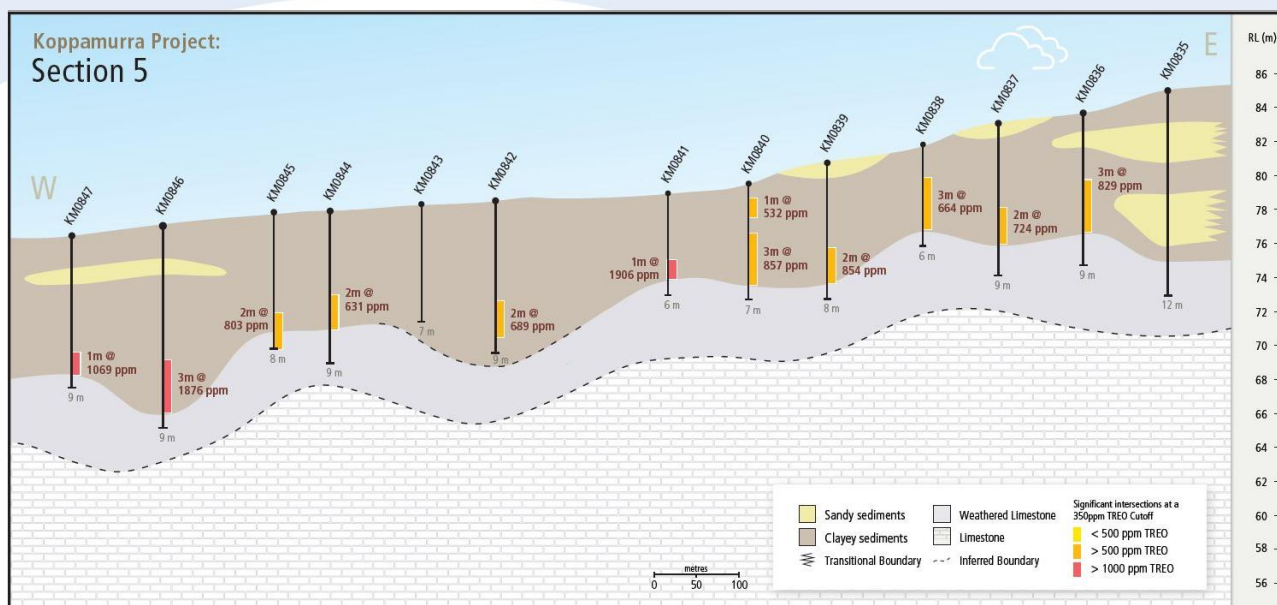 Koppamurra Project:
Section 5
W
E
RL (m)
KM0847
KM0846
KM0845
KM0844
KM0843
KM0842
KM0841
KM0840
KM0839
KM0838
KM0837
KM0836
KM0835
1m @
1069 ppm
9 m
3m @
1876 ppm
9 m
2m @
803 ppm
8 m
2m @
631 ppm
9 m
7 m
2m @
689 ppm
9 m
1m @
1906 ppm
6 m
1m @
532 ppm
3m @
857 ppm
7 m
2m @
854 ppm
8 m
3m @
664 ppm
6 m
2m @
724 ppm
9 m
3m @
829 ppm
9 m
12 m
86
84
82
80
78
76
74
72
70
68
66
64
62
60
58
56
metres
0 50 100
Sandy sediments
Clayey sediments
Transitional Boundary
Weathered Limestone
Limestone
Inferred Boundary
Significant intersections at a
350ppm TREO Cutoff
< 500 ppm TREO
> 500 ppm TREO
> 1000 ppm TREO